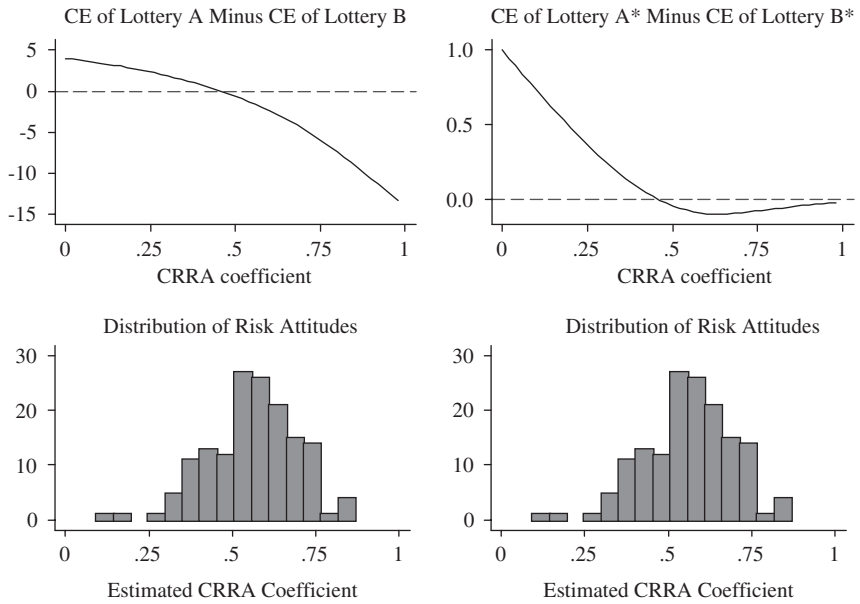 CE of Lottery A Minus CE of Lottery B
5
0
-5
-10
-15
0 .25 .5 .75 1
CRRA coefficient
CE of Lottery A* Minus CE of Lottery B*
1.0
0.5
0.0
0 .25 .5 .75 1
CRRA coefficient
Distribution of Risk Attitudes
30
20
10
0
0 .25 .5 .75 1
Estimated CRRA Coefficient
Distribution of Risk Attitudes
30
20
10
0
0 .25 .5 .75 1
Estimated CRRA Coefficient